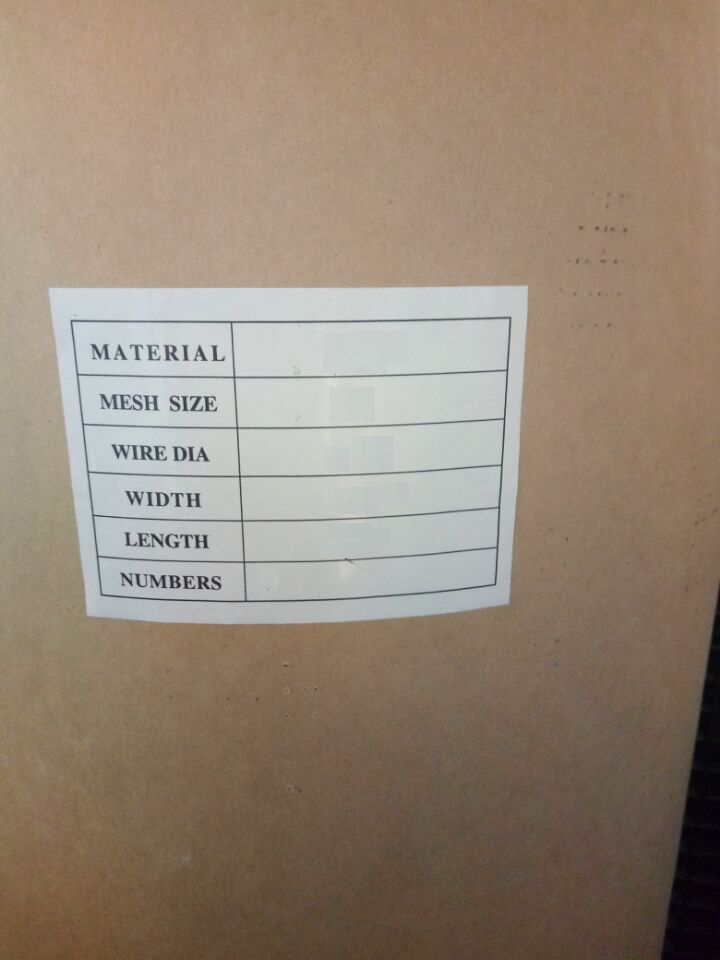 MATERIAL
MESH SIZE
WIRE DIA
WIDTH
LENGTH
NUMBERS